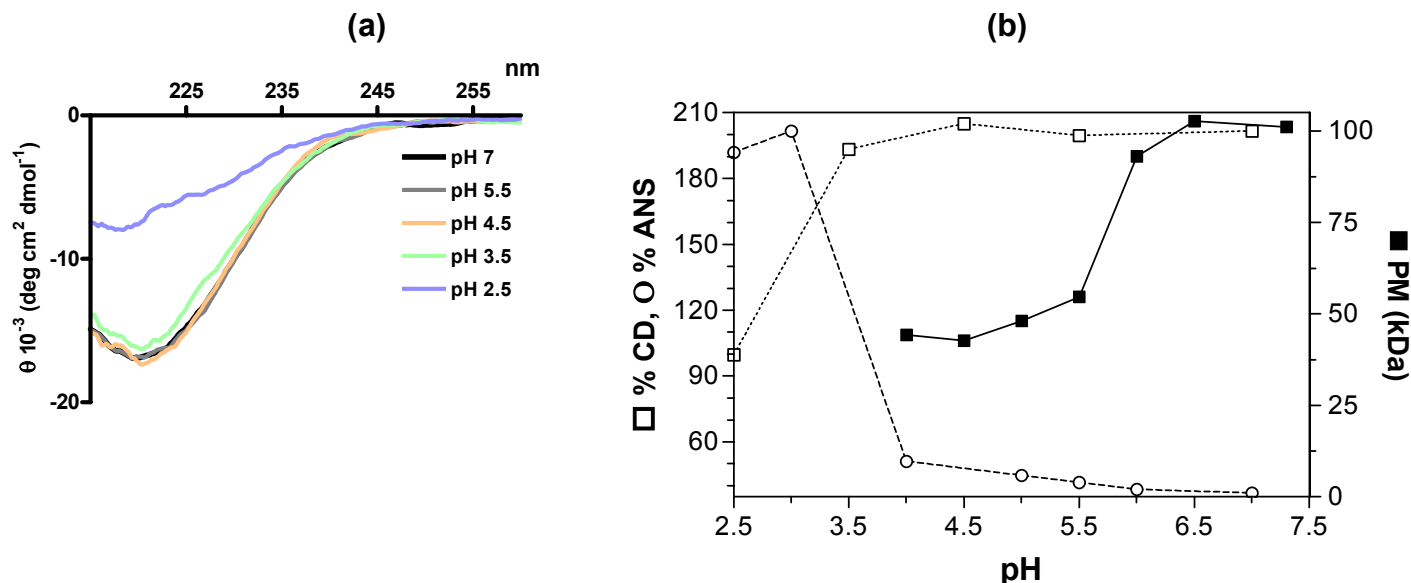 (a)
nm
225 235 245 255
0
-10
-20
θ 10⁻³ (deg cm² dmol⁻¹)
pH 7
pH 5.5
pH 4.5
pH 3.5
pH 2.5
(b)
210
180
150
120
90
60
□ % CD, O % ANS
100
75
50
25
0
■ PM (kDa)
2.5 3.5 4.5 5.5 6.5 7.5
pH